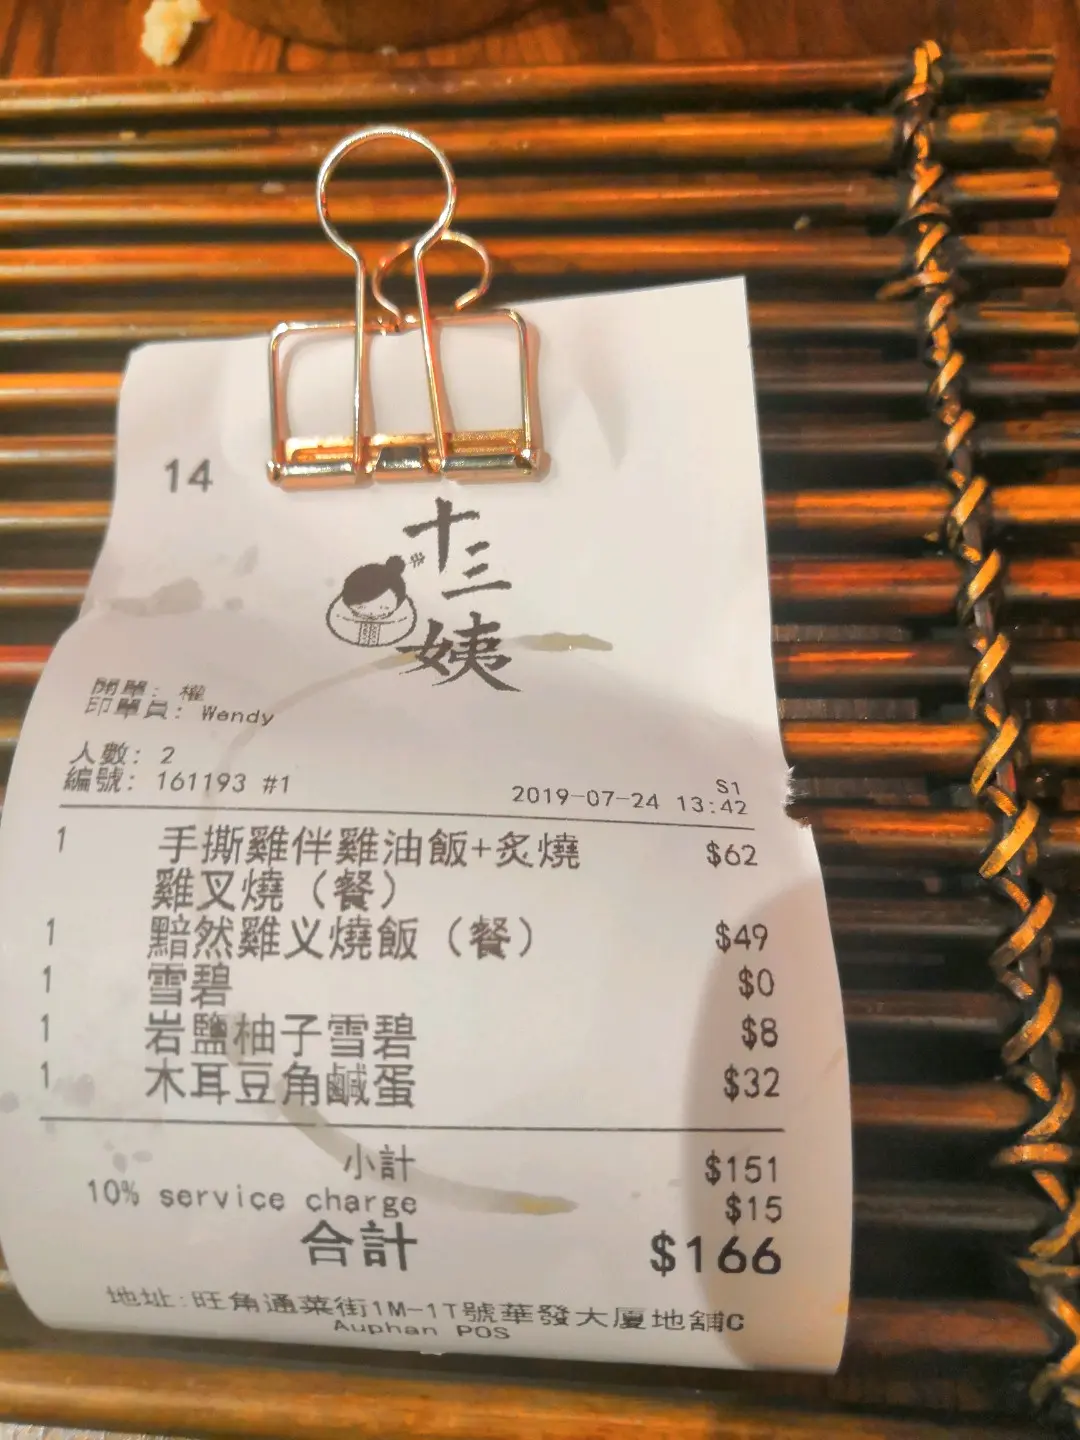 14
十三姨
開單: 權
印單員: Wendy
人數: 2
編號: 161193 #1
S1
2019-07-24 13:42
1 手撕雞伴雞油飯+炙燒 $62
雞叉燒（餐）
1 黯然雞义燒飯（餐） $49
1 雪碧 $0
1 岩鹽柚子雪碧 $8
1 木耳豆角鹹蛋 $32
小計 $151
10% service charge $15
合計 $166
地址:旺角通菜街1M-1T號華發大廈地舖C
Auphan POS